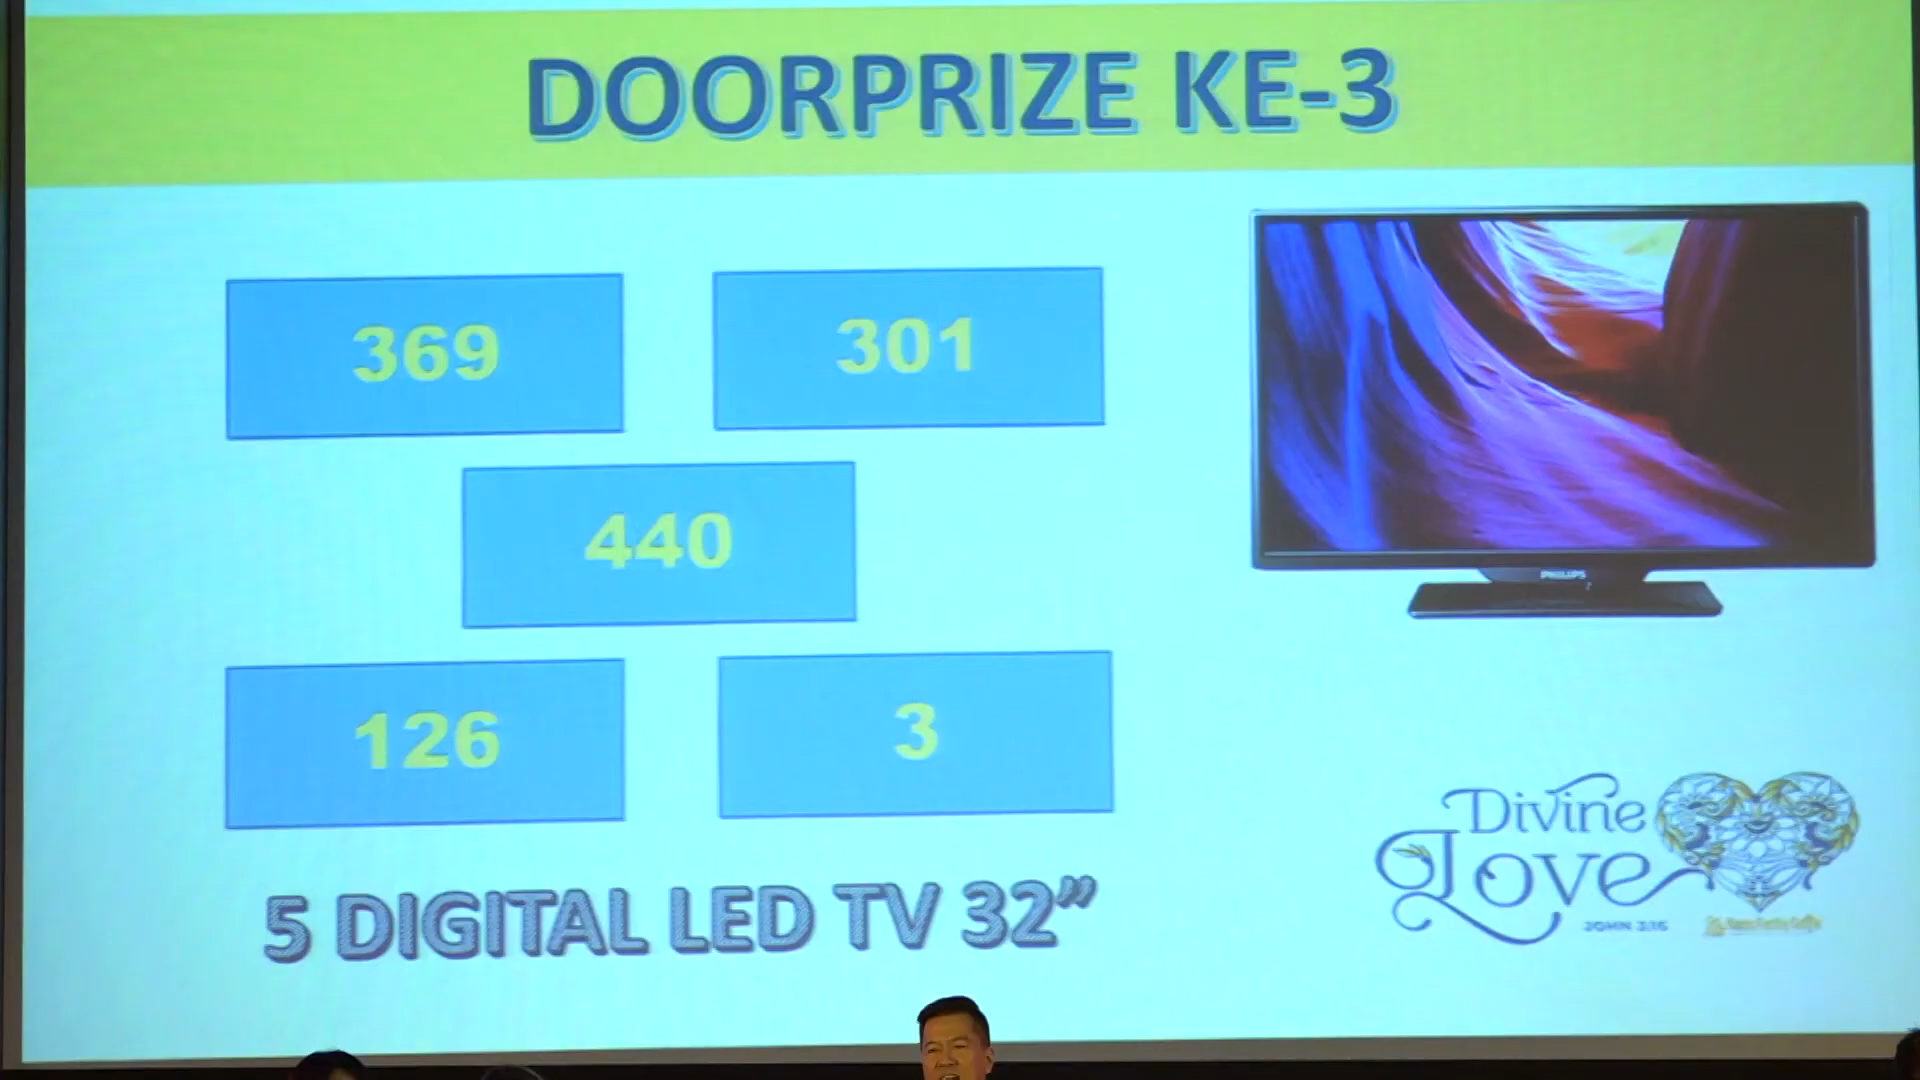 DOORPRIZE KE-3
369
301
440
126
3
5 DIGITAL LED TV 32”
PHILIPS
Divine
Love
JOHN 3:16